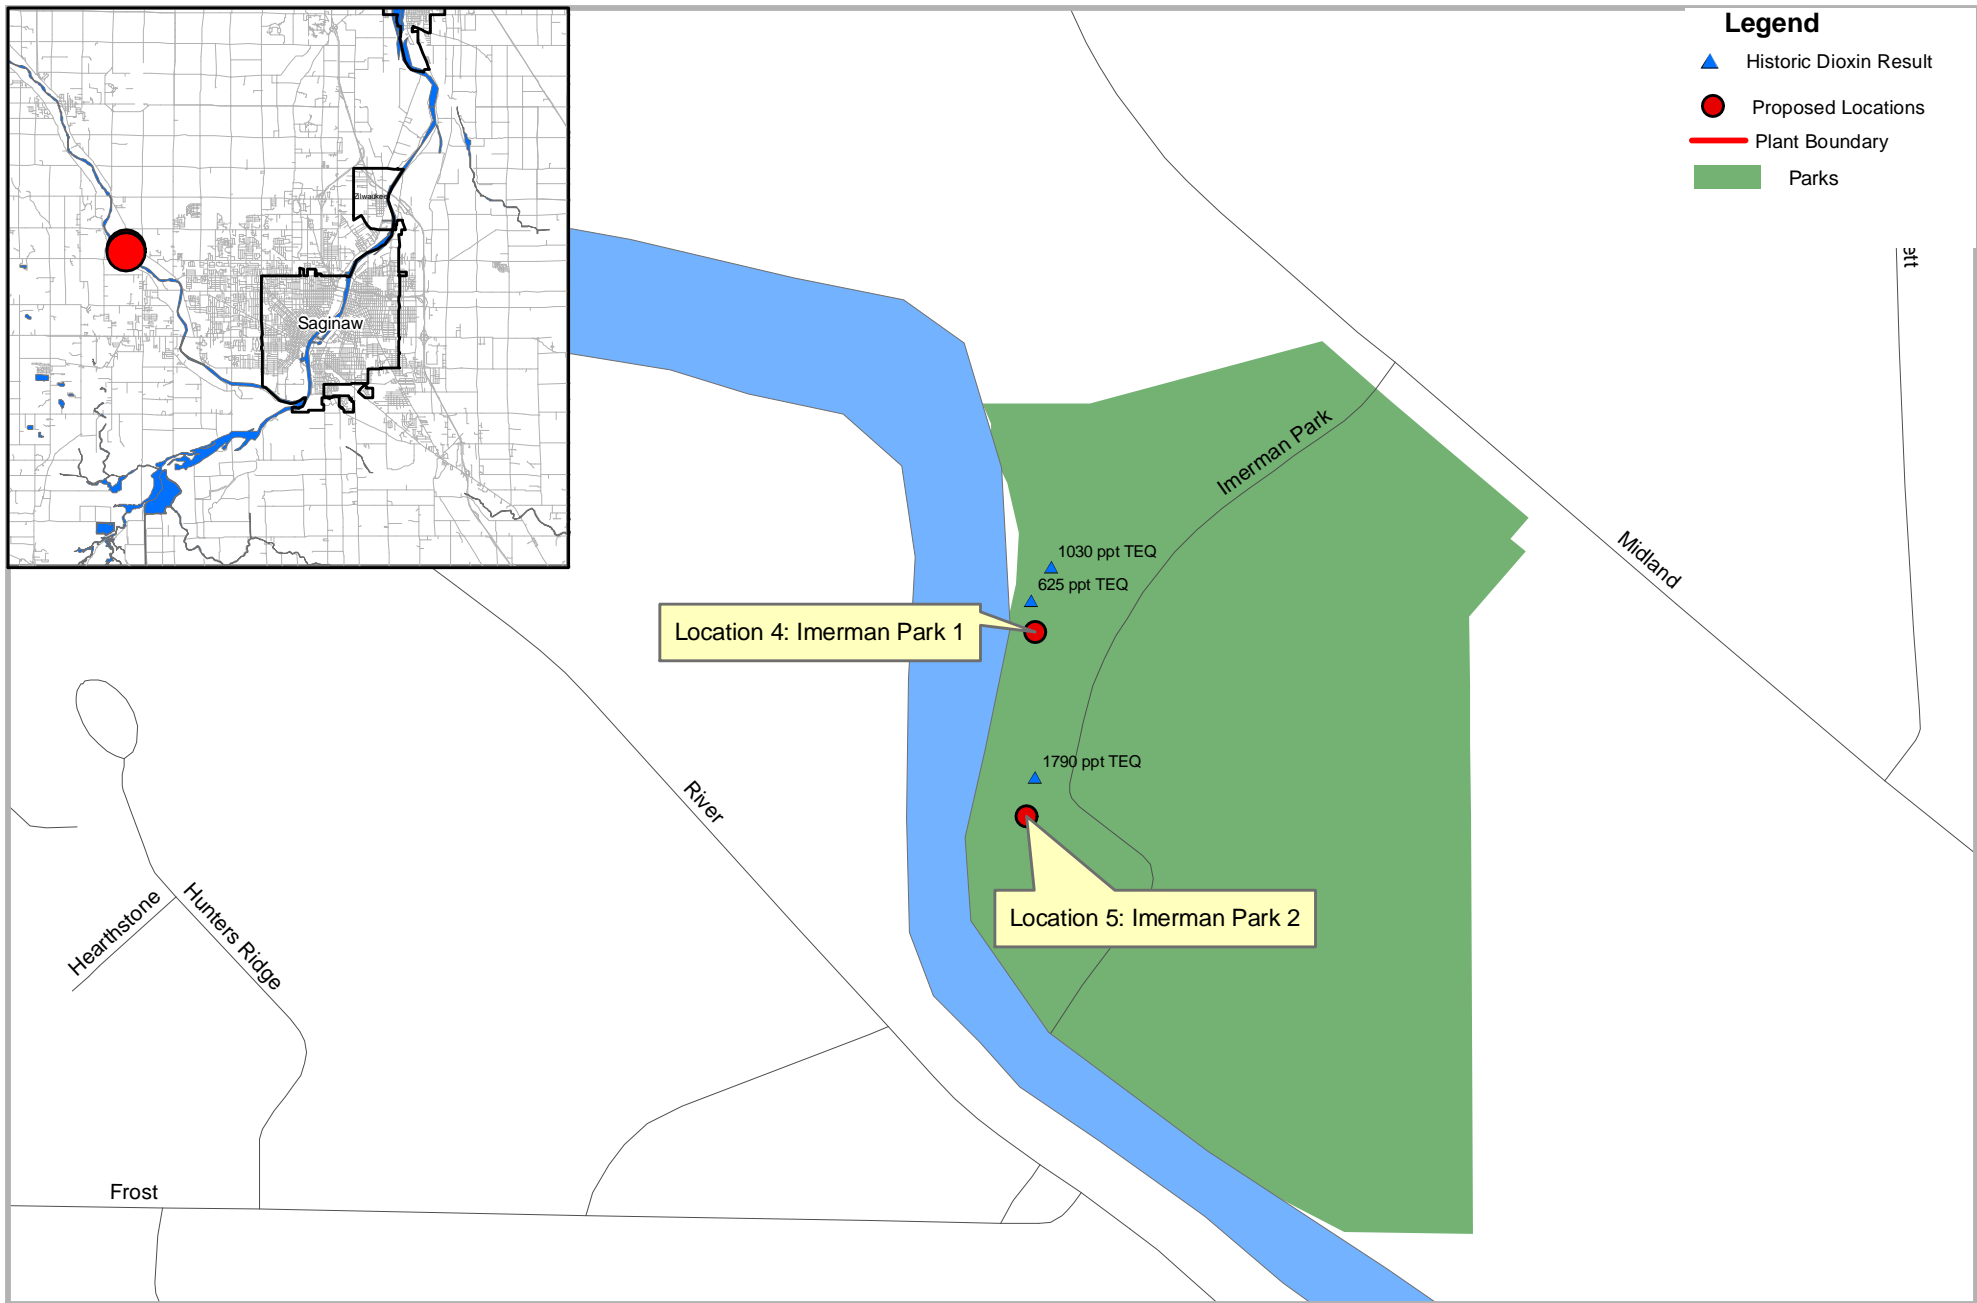 Legend
Historic Dioxin Result
Proposed Locations
Plant Boundary
Parks
Zilwaukee
Saginaw
Imerman Park
Midland
1030 ppt TEQ
625 ppt TEQ
Location 4: Imerman Park 1
1790 ppt TEQ
River
Location 5: Imerman Park 2
Hearthstone
Hunters Ridge
Frost